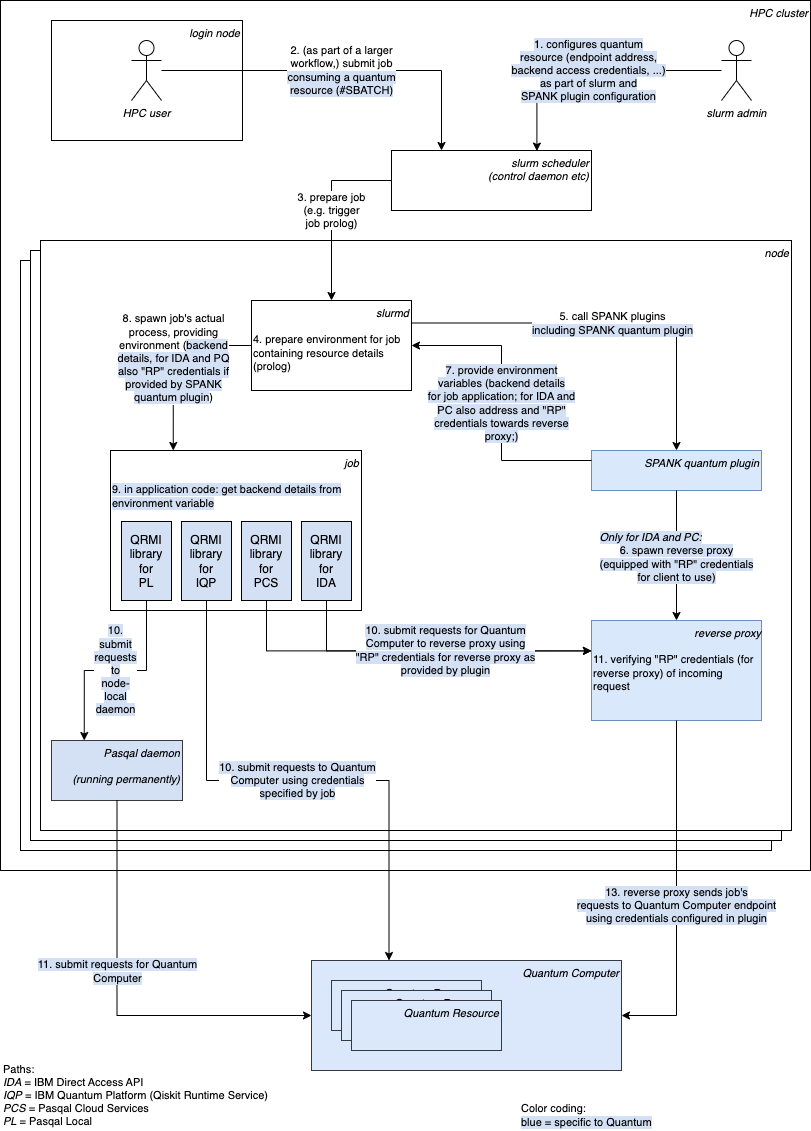 HPC cluster
login node
HPC user
2. (as part of a larger
workflow,) submit job
consuming a quantum
resource (#SBATCH)
1. configures quantum
resource (endpoint address,
backend access credentials, ...)
as part of slurm and
SPANK plugin configuration
slurm admin
slurm scheduler
(control daemon etc)
3. prepare job
(e.g. trigger
job prolog)
node
slurmd
4. prepare environment for job
containing resource details
(prolog)
5. call SPANK plugins
including SPANK quantum plugin
8. spawn job's actual
process, providing
environment (backend
details, for IDA and PQ
also "RP" credentials if
provided by SPANK
quantum plugin)
7. provide environment
variables (backend details
for job application; for IDA and
PC also address and "RP"
credentials towards reverse
proxy;)
SPANK quantum plugin
job
9. in application code: get backend details from
environment variable
QRMI
library
for
PL
QRMI
library
for
IQP
QRMI
library
for
PCS
QRMI
library
for
IDA
Only for IDA and PC:
6. spawn reverse proxy
(equipped with "RP" credentials
for client to use)
10.
submit
requests
to
node-
local
daemon
10. submit requests for Quantum
Computer to reverse proxy using
"RP" credentials for reverse proxy as
provided by plugin
reverse proxy
11. verifying "RP" credentials (for
reverse proxy) of incoming
request
Pasqal daemon
(running permanently)
10. submit requests to Quantum
Computer using credentials
specified by job
13. reverse proxy sends job's
requests to Quantum Computer endpoint
using credentials configured in plugin
11. submit requests for Quantum
Computer
Quantum Computer
Quantum Resource
Paths:
IDA = IBM Direct Access API
IQP = IBM Quantum Platform (Qiskit Runtime Service)
PCS = Pasqal Cloud Services
PL = Pasqal Local
Color coding:
blue = specific to Quantum